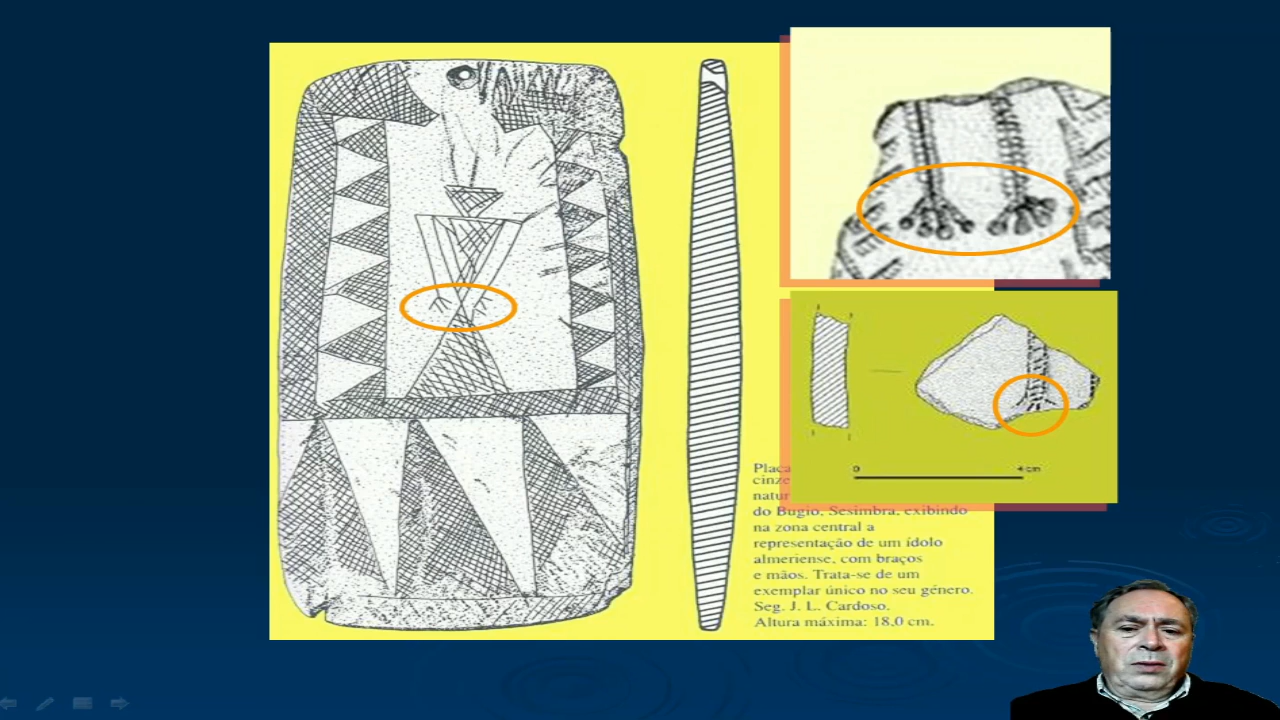 Placa
cinze
natur
do Bugio, Sesimbra, exibindo
na zona central a
representação de um ídolo
almeriense, com braços
e mãos. Trata-se de um
exemplar único no seu género.
Seg. J. L. Cardoso.
Altura máxima: 18,0 cm.
0 4 cm